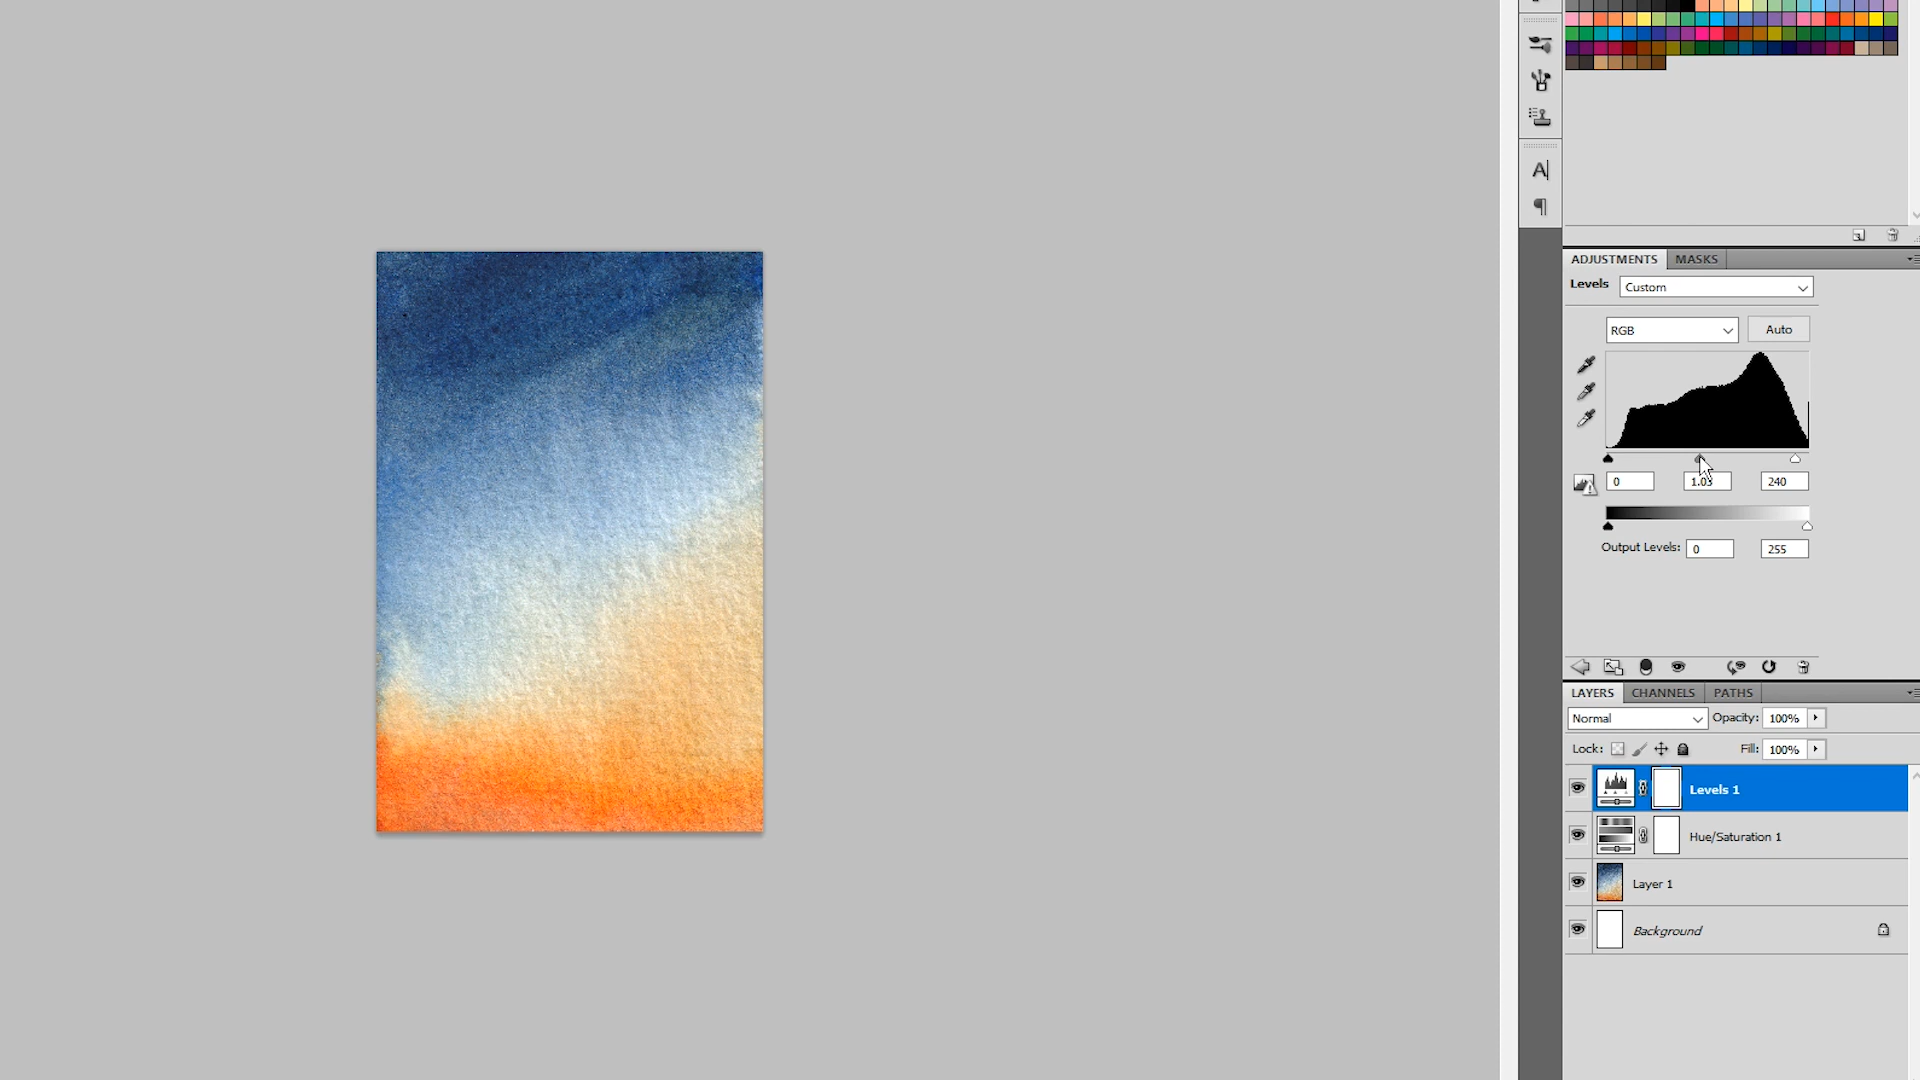 A
ADJUSTMENTS MASKS
Levels Custom
RGB Auto
0 1.03 240
Output Levels: 0 255
LAYERS CHANNELS PATHS
Normal Opacity: 100%
Lock: Fill: 100%
Levels 1
Hue/Saturation 1
Layer 1
Background